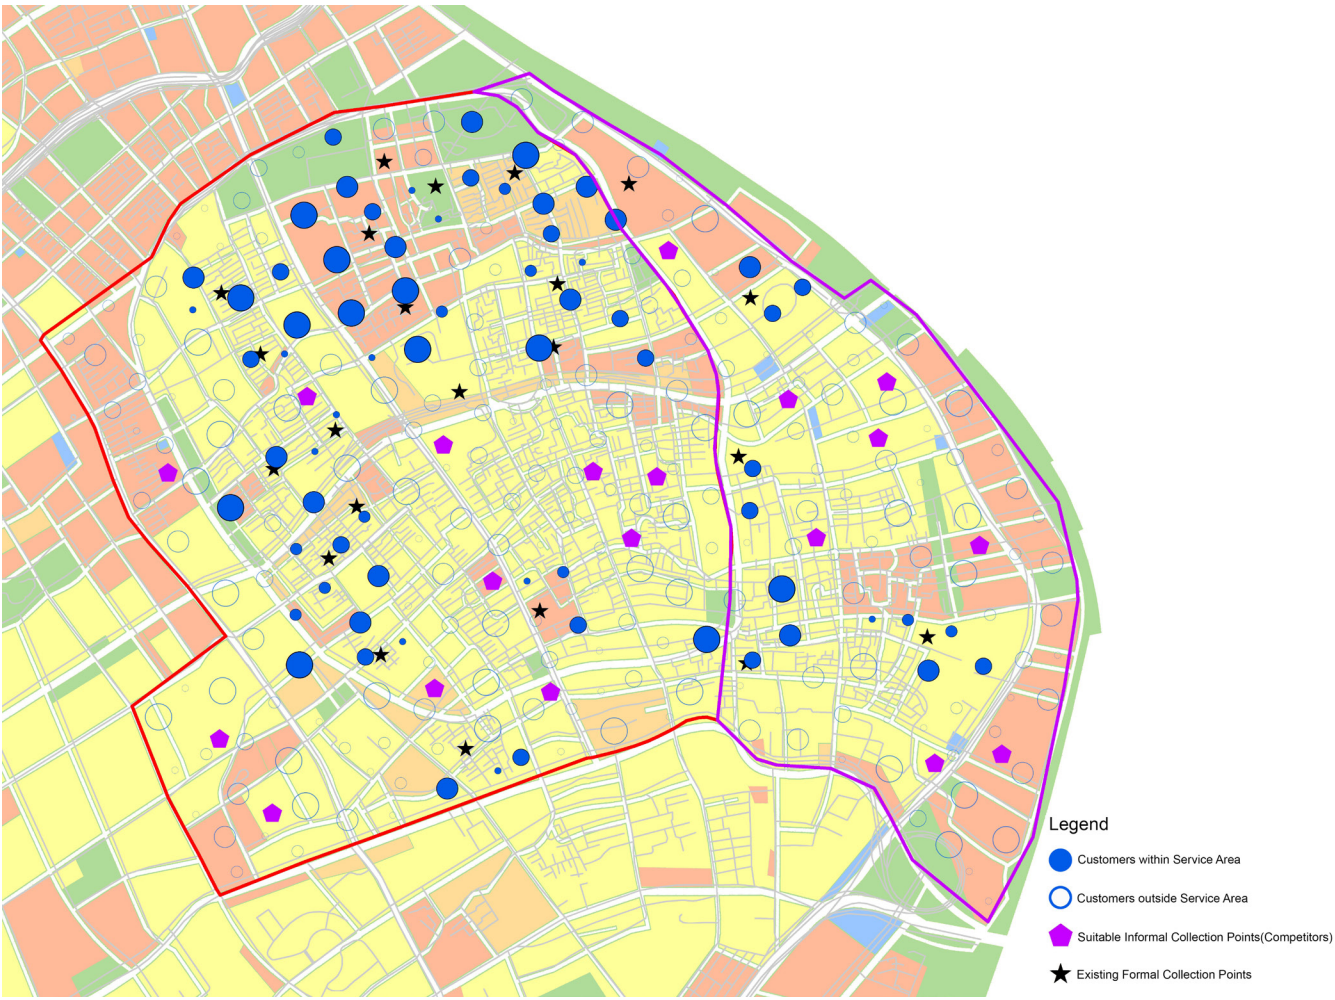 Legend
Customers within Service Area
Customers outside Service Area
Suitable Informal Collection Points(Competitors)
Existing Formal Collection Points